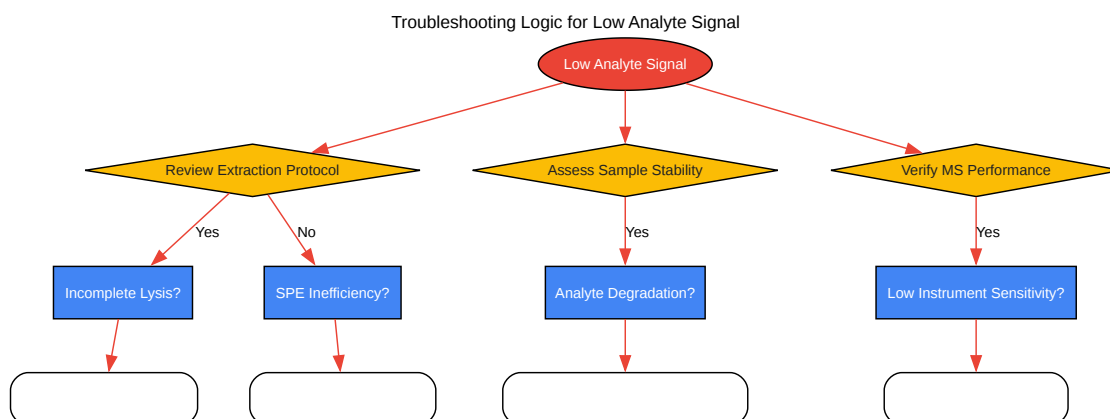 Troubleshooting Logic for Low Analyte Signal
Low Analyte Signal
Review Extraction Protocol
Assess Sample Stability
Verify MS Performance
Yes
No
Yes
Yes
Incomplete Lysis?
SPE Inefficiency?
Analyte Degradation?
Low Instrument Sensitivity?